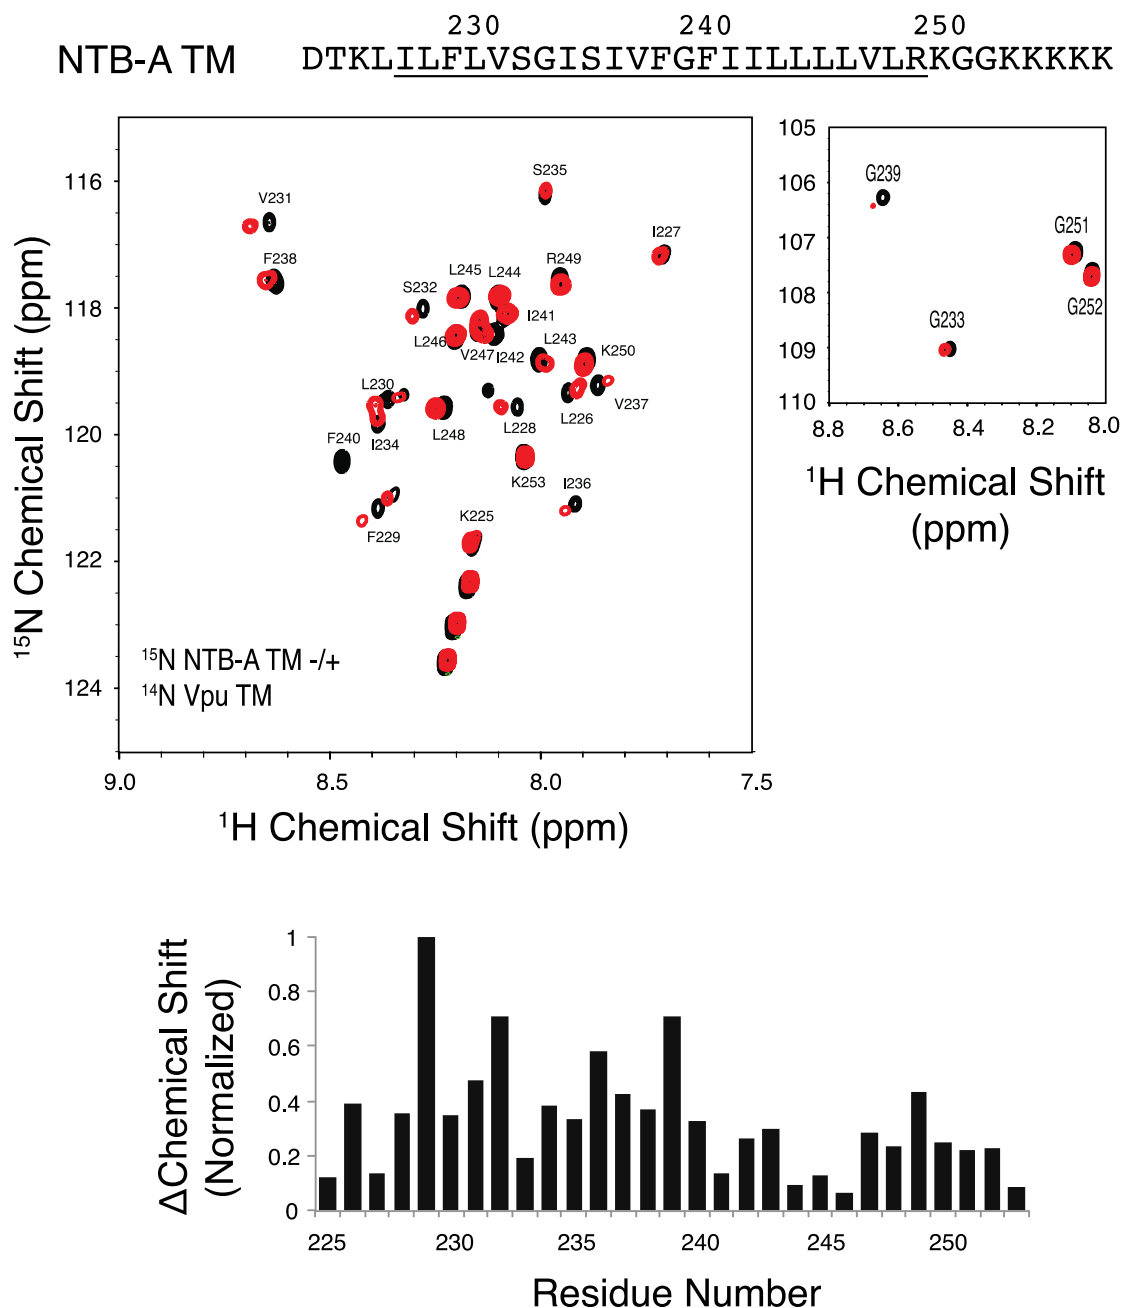 230 240 250
NTB-A TM DTKLILFLVSGISIVFGFIILLLLVLRKGGKKKKK
116
118
120
122
124
9.0 8.5 8.0 7.5
¹⁵N Chemical Shift (ppm)
¹H Chemical Shift (ppm)
S235
V231
I227
F238
R249
L245
L244
S232
I241
L246
L243
V247
I242
K250
L230
V237
L226
L228
L248
I234
F240
K253
I236
F229
K225
¹⁵N NTB-A TM -/+
¹⁴N Vpu TM
105
106
107
108
109
110
8.8 8.6 8.4 8.2 8.0
G239
G251
G252
G233
¹H Chemical Shift
(ppm)
ΔChemical Shift
(Normalized)
1
0.8
0.6
0.4
0.2
0
225 230 235 240 245 250
Residue Number